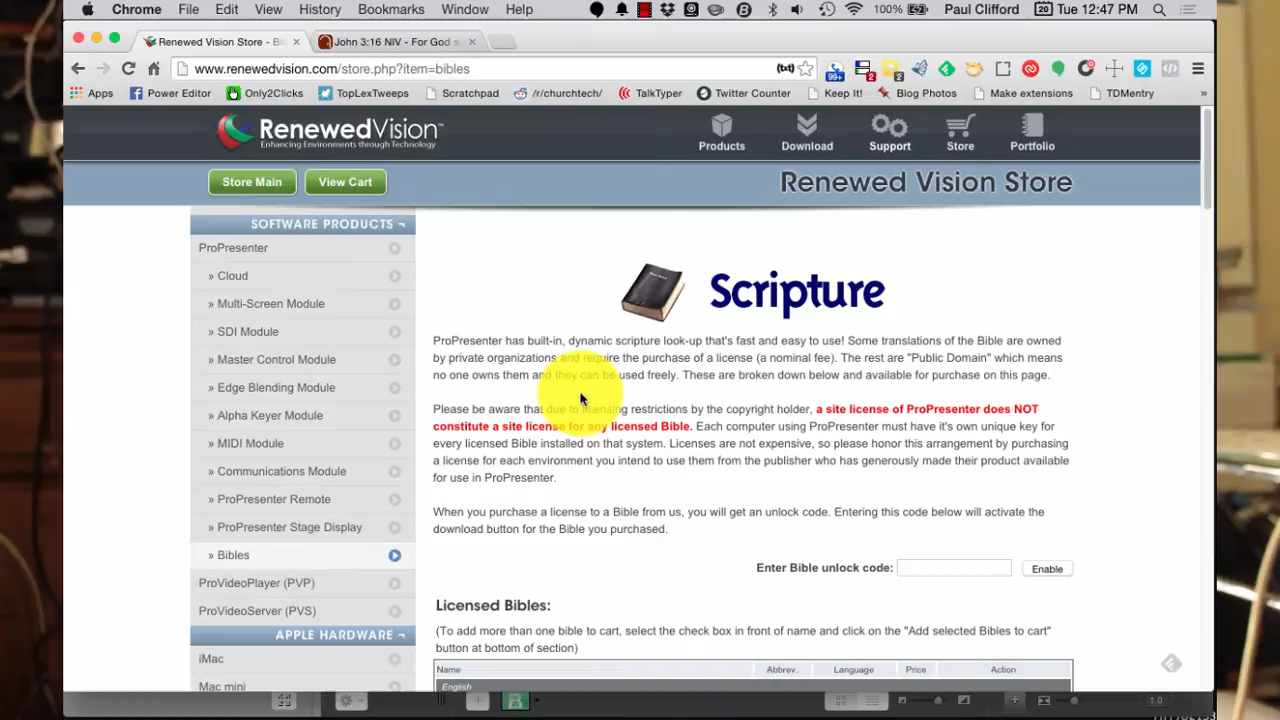 Chrome File Edit View History Bookmarks Window Help 100% Paul Clifford 20 Tue 12:47 PM
Renewed Vision Store - Bi × John 3:16 NIV - For God s ×
www.renewedvision.com/store.php?item=bibles (txt) 99+ 2 2
Apps Power Editor Only2Clicks TopLexTweeps Scratchpad /r/churchtech/ TalkTyper Twitter Counter Keep It! Blog Photos Make extensions TDMentry »
RenewedVision™
Enhancing Environments through Technology
Products Download Support Store Portfolio
Store Main View Cart Renewed Vision Store
SOFTWARE PRODUCTS ¬
ProPresenter
» Cloud
» Multi-Screen Module
» SDI Module
» Master Control Module
» Edge Blending Module
» Alpha Keyer Module
» MIDI Module
» Communications Module
» ProPresenter Remote
» ProPresenter Stage Display
» Bibles
ProVideoPlayer (PVP)
ProVideoServer (PVS)
APPLE HARDWARE ¬
iMac
Mac mini
Scripture
ProPresenter has built-in, dynamic scripture look-up that's fast and easy to use! Some translations of the Bible are owned
by private organizations and require the purchase of a license (a nominal fee). The rest are "Public Domain" which means
no one owns them and they can be used freely. These are broken down below and available for purchase on this page.
Please be aware that due to licensing restrictions by the copyright holder, a site license of ProPresenter does NOT
constitute a site license for any licensed Bible. Each computer using ProPresenter must have it's own unique key for
every licensed Bible installed on that system. Licenses are not expensive, so please honor this arrangement by purchasing
a license for each environment you intend to use them from the publisher who has generously made their product available
for use in ProPresenter.
When you purchase a license to a Bible from us, you will get an unlock code. Entering this code below will activate the
download button for the Bible you purchased.
Enter Bible unlock code: Enable
Licensed Bibles:
(To add more than one bible to cart, select the check box in front of name and click on the "Add selected Bibles to cart"
button at bottom of section)
Name Abbrev. Language Price Action
English
1.0